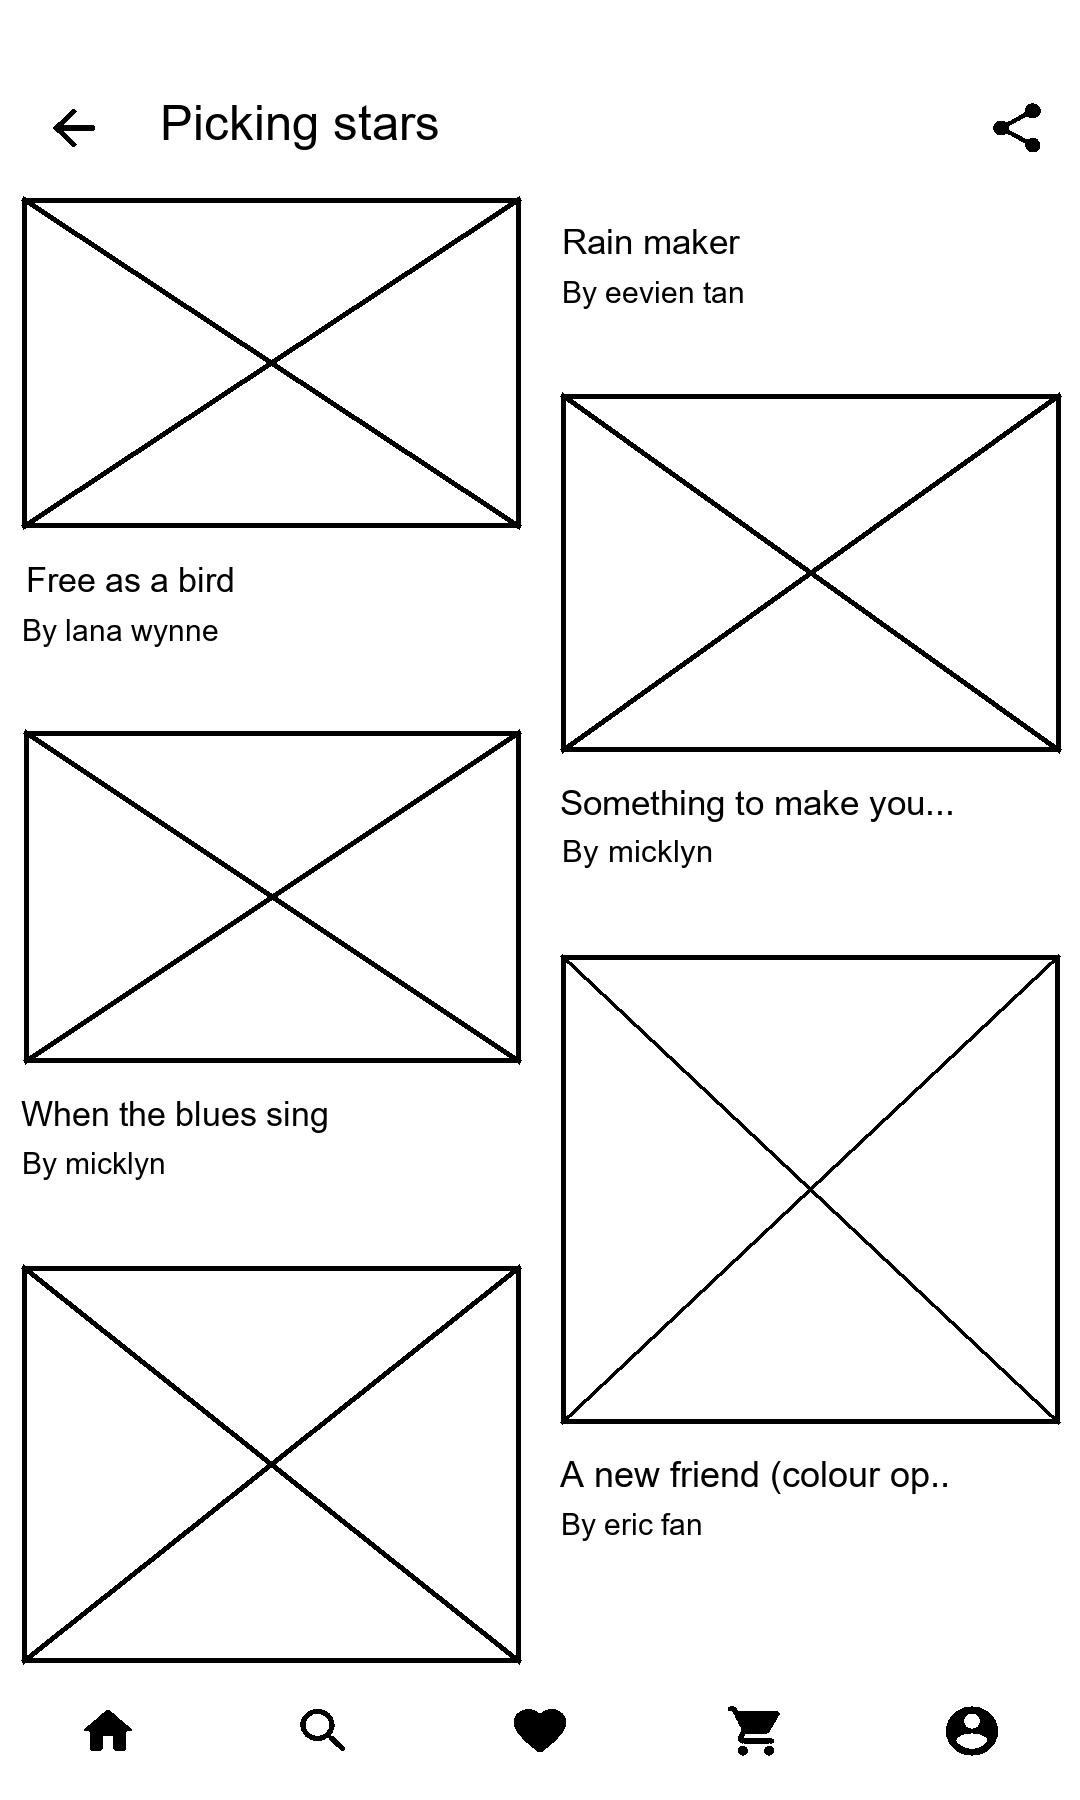 Picking stars
Rain maker
By eevien tan
Free as a bird
By lana wynne
Something to make you...
By micklyn
When the blues sing
By micklyn
A new friend (colour op..
By eric fan